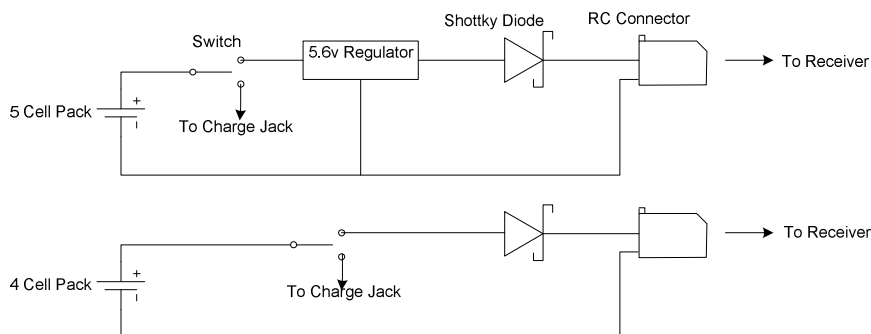 Shottky Diode
RC Connector
Switch
5.6v Regulator
To Receiver
5 Cell Pack
+
To Charge Jack
To Receiver
4 Cell Pack
+
To Charge Jack